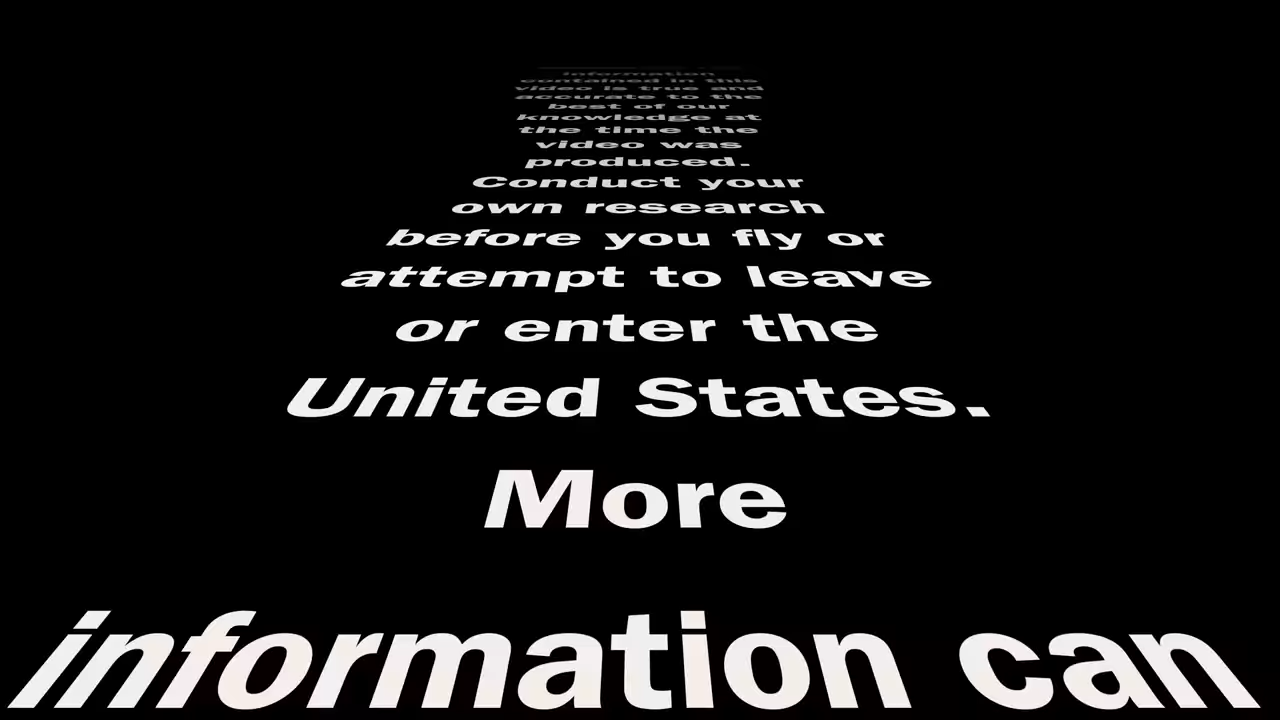 information
contained in this
video is true and
accurate to the
best of our
knowledge at
the time the
video was
produced.
Conduct your
own research
before you fly or
attempt to leave
or enter the
United States.
More
information can